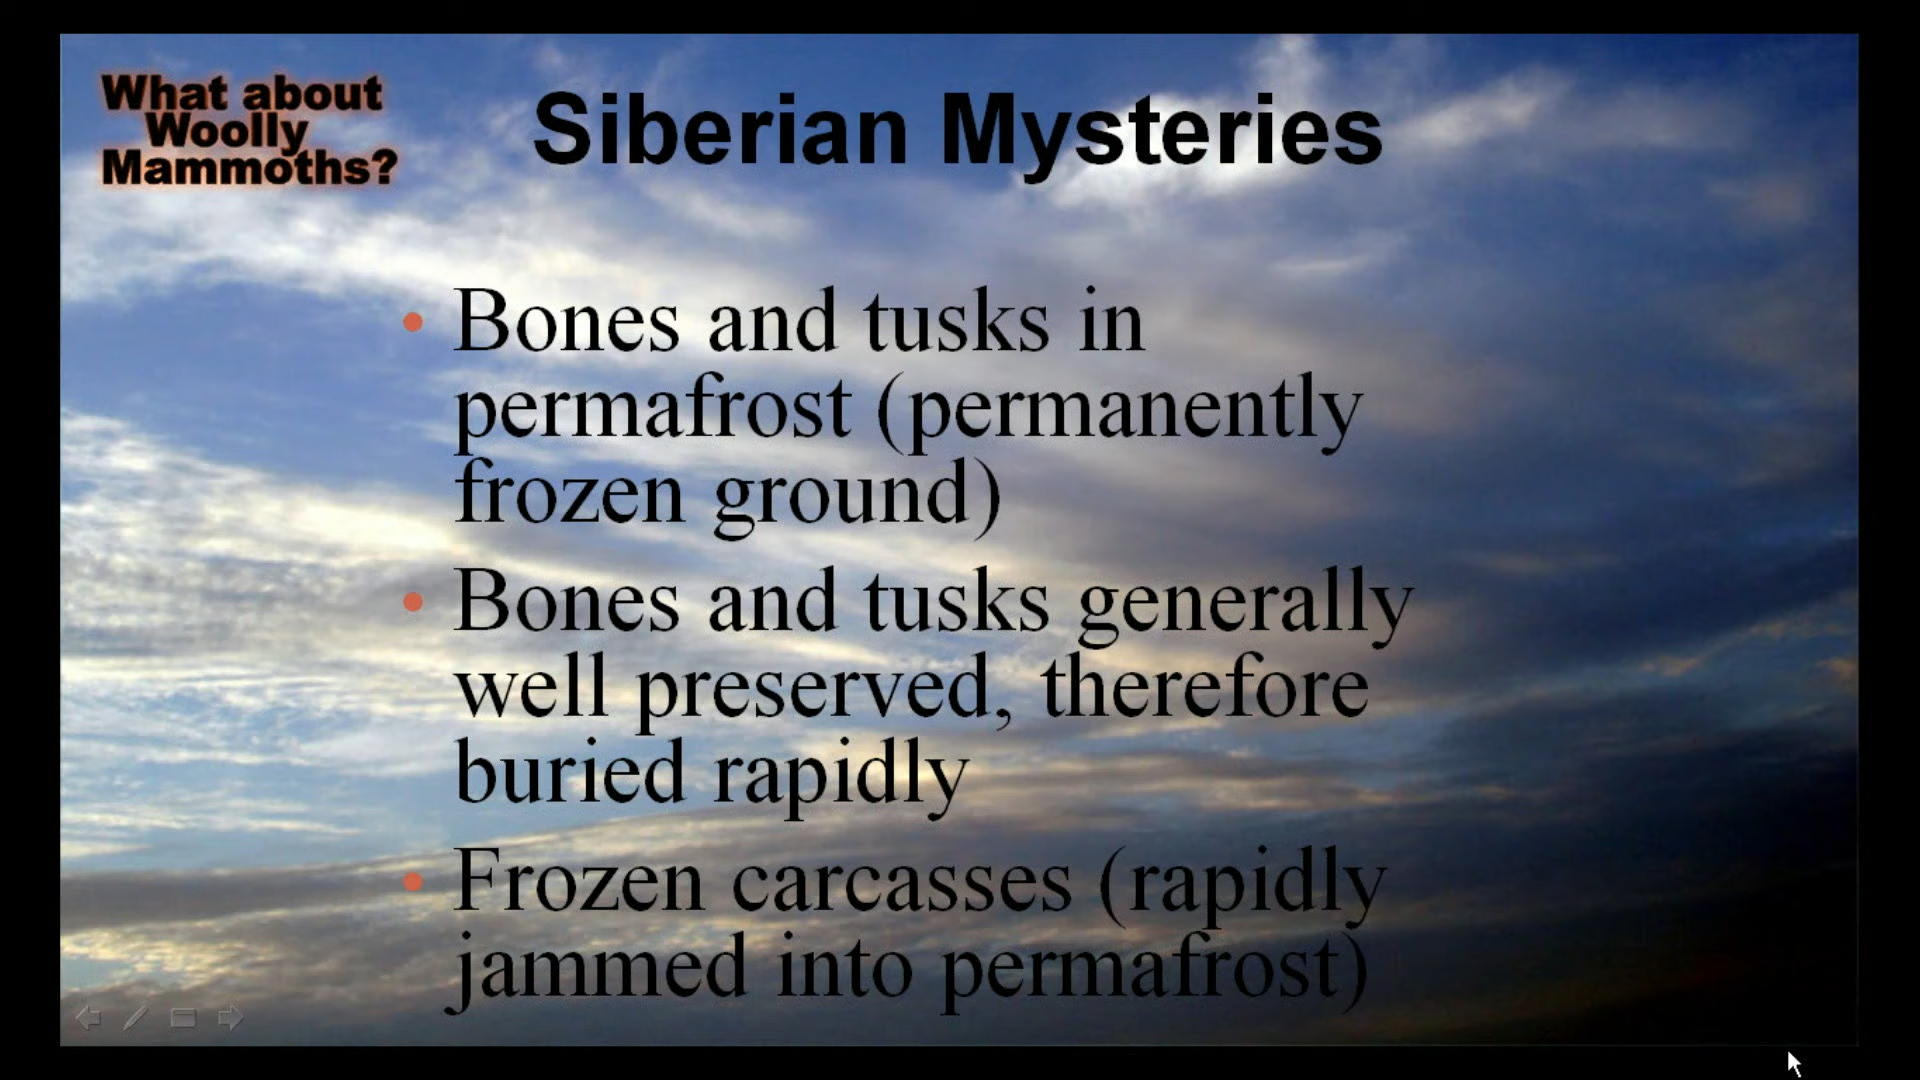 What about
Woolly
Mammoths?
Siberian Mysteries
• Bones and tusks in
permafrost (permanently
frozen ground)
• Bones and tusks generally
well preserved, therefore
buried rapidly
• Frozen carcasses (rapidly
jammed into permafrost)